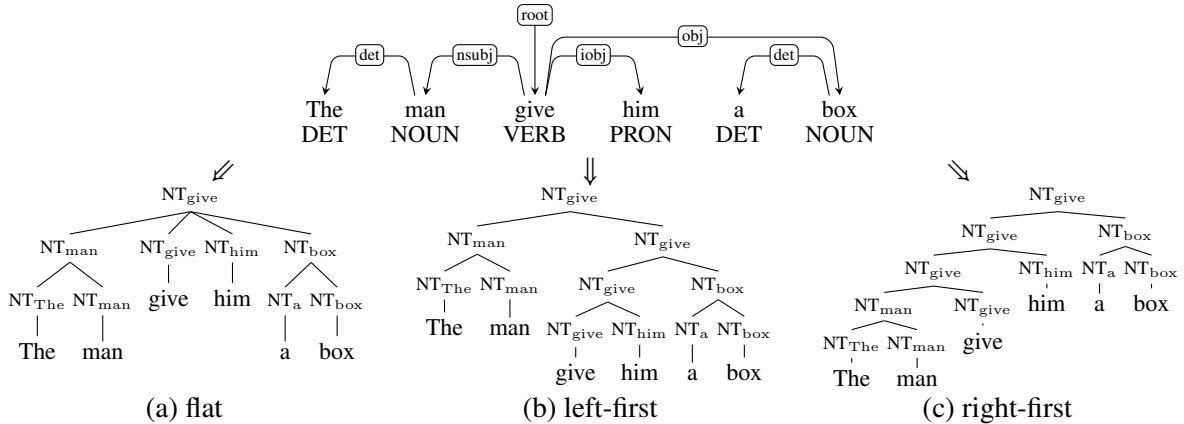 root
obj
det nsubj iobj det
The man give him a box
DET NOUN VERB PRON DET NOUN
⇓ ⇓ ⇓
NTgive
NTman NTgive NThim NTbox
NTThe NTman give him NTa NTbox
The man a box
(a) flat
NTgive
NTman NTgive
NTThe NTman NTgive NTbox
The man NTgive NThim NTa NTbox
give him a box
(b) left-first
NTgive
NTgive NTbox
NTgive NThim NTa NTbox
NTman NTgive him a box
NTThe NTman give
The man
(c) right-first